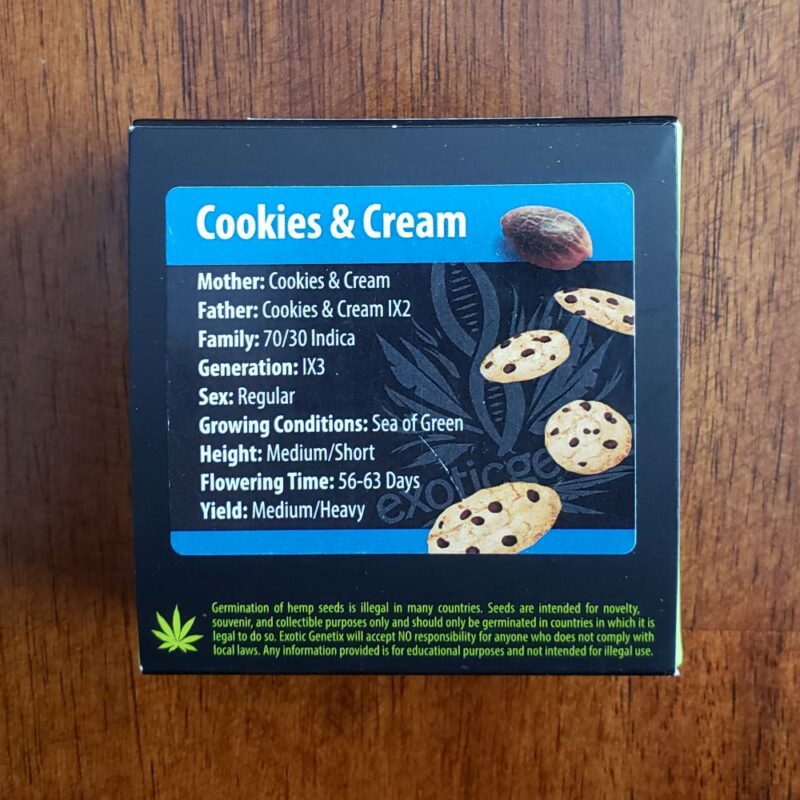 Cookies & Cream
Mother: Cookies & Cream
Father: Cookies & Cream IX2
Family: 70/30 Indica
Generation: IX3
Sex: Regular
Growing Conditions: Sea of Green
Height: Medium/Short
Flowering Time: 56-63 Days
Yield: Medium/Heavy
exoticge
Germination of hemp seeds is illegal in many countries. Seeds are intended for novelty,
souvenir, and collectible purposes only and should only be germinated in countries in which it is
legal to do so. Exotic Genetix will accept NO responsibility for anyone who does not comply with
local laws. Any information provided is for educational purposes and not intended for illegal use.